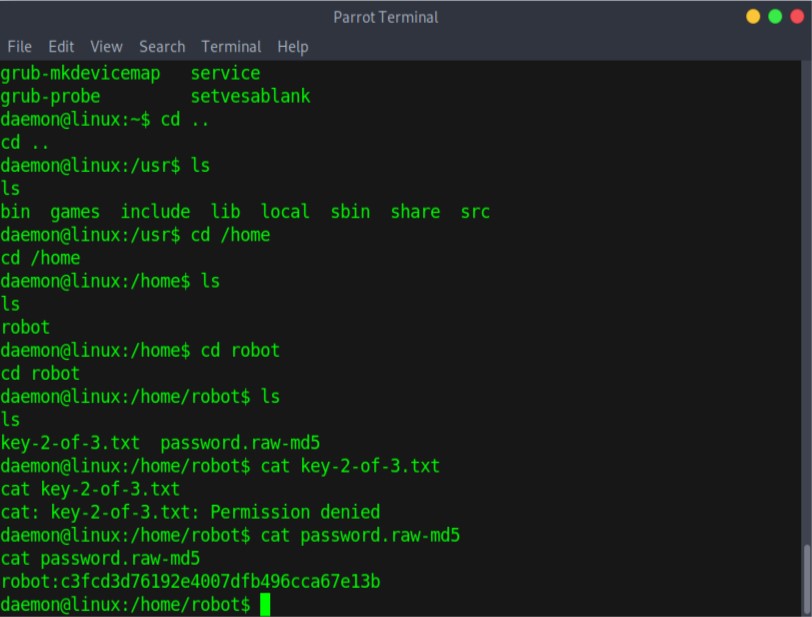 Parrot Terminal
File Edit View Search Terminal Help
grub-mkdevicemap service
grub-probe setvesablank
daemon@linux:~$ cd ..
cd ..
daemon@linux:/usr$ ls
ls
bin games include lib local sbin share src
daemon@linux:/usr$ cd /home
cd /home
daemon@linux:/home$ ls
ls
robot
daemon@linux:/home$ cd robot
cd robot
daemon@linux:/home/robot$ ls
ls
key-2-of-3.txt password.raw-md5
daemon@linux:/home/robot$ cat key-2-of-3.txt
cat key-2-of-3.txt
cat: key-2-of-3.txt: Permission denied
daemon@linux:/home/robot$ cat password.raw-md5
cat password.raw-md5
robot:c3fcd3d76192e4007dfb496cca67e13b
daemon@linux:/home/robot$